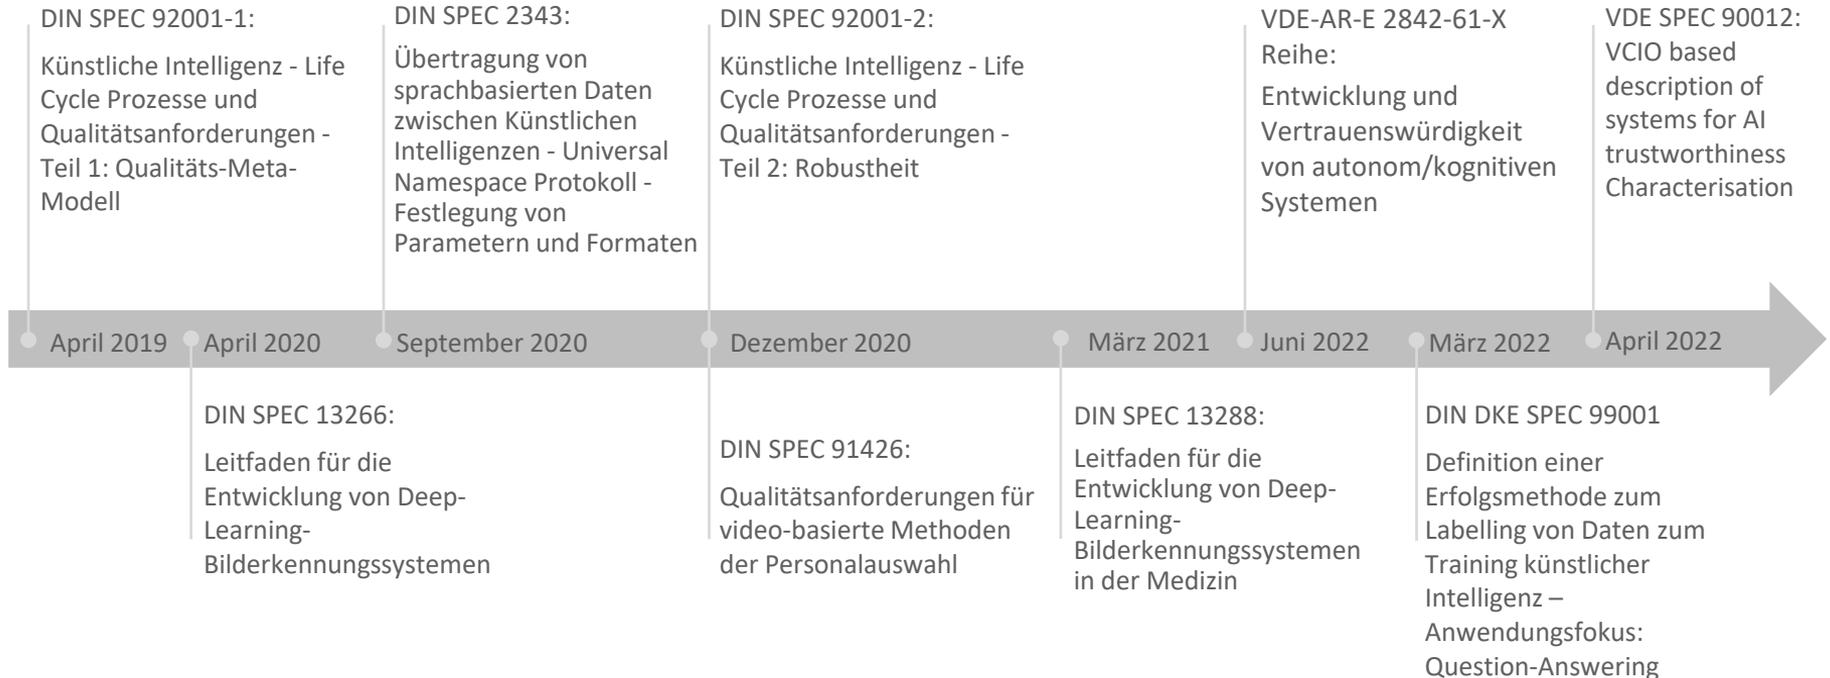 DIN SPEC 92001-1:
Künstliche Intelligenz - Life
Cycle Prozesse und
Qualitätsanforderungen -
Teil 1: Qualitäts-Meta-
Modell
DIN SPEC 2343:
Übertragung von
sprachbasierten Daten
zwischen Künstlichen
Intelligenzen - Universal
Namespace Protokoll -
Festlegung von
Parametern und Formaten
DIN SPEC 92001-2:
Künstliche Intelligenz - Life
Cycle Prozesse und
Qualitätsanforderungen -
Teil 2: Robustheit
VDE-AR-E 2842-61-X
Reihe:
Entwicklung und
Vertrauenswürdigkeit
von autonom/kognitiven
Systemen
VDE SPEC 90012:
VCIO based
description of
systems for AI
trustworthiness
Characterisation
April 2019
April 2020
September 2020
Dezember 2020
März 2021
Juni 2022
März 2022
April 2022
DIN SPEC 13266:
Leitfaden für die
Entwicklung von Deep-
Learning-
Bilderkennungssystemen
DIN SPEC 91426:
Qualitätsanforderungen für
video-basierte Methoden
der Personalauswahl
DIN SPEC 13288:
Leitfaden für die
Entwicklung von Deep-
Learning-
Bilderkennungssystemen
in der Medizin
DIN DKE SPEC 99001
Definition einer
Erfolgsmethode zum
Labelling von Daten zum
Training künstlicher
Intelligenz –
Anwendungsfokus:
Question-Answering